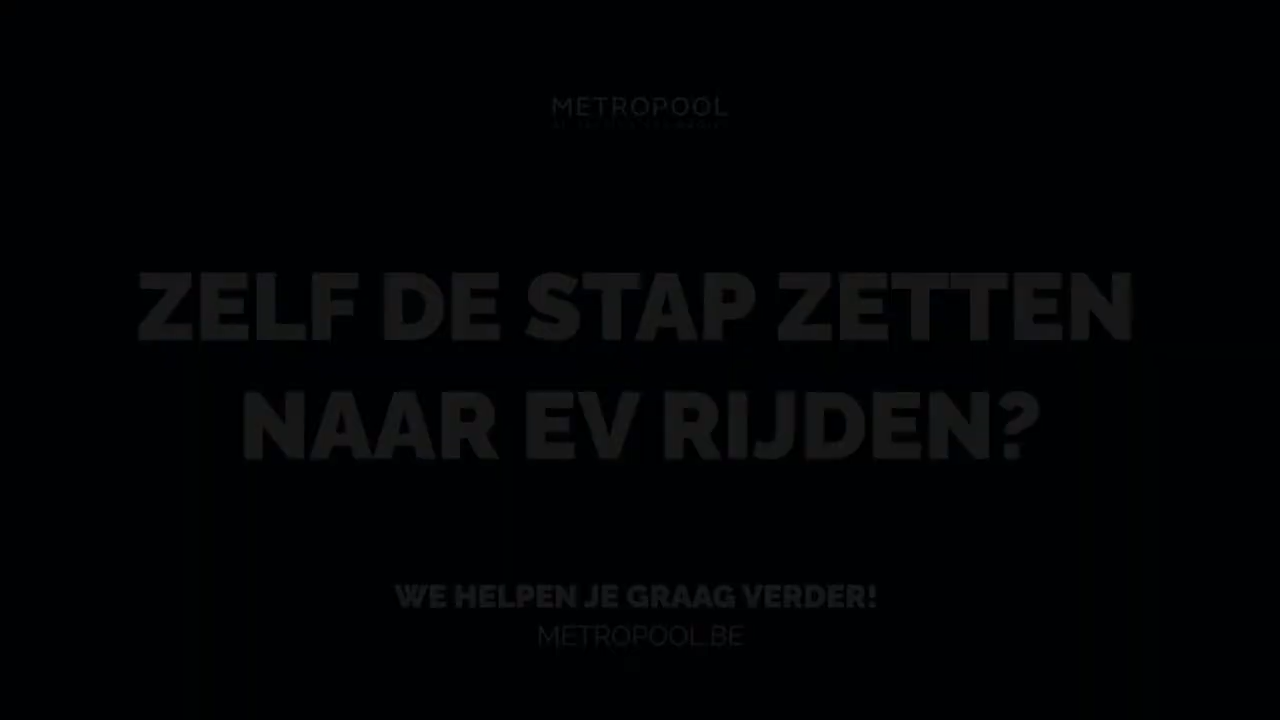 METROPOOL
ZELF DE STAP ZETTEN
NAAR EV RIJDEN?
WE HELPEN JE GRAAG VERDER!
METROPOOL.BE